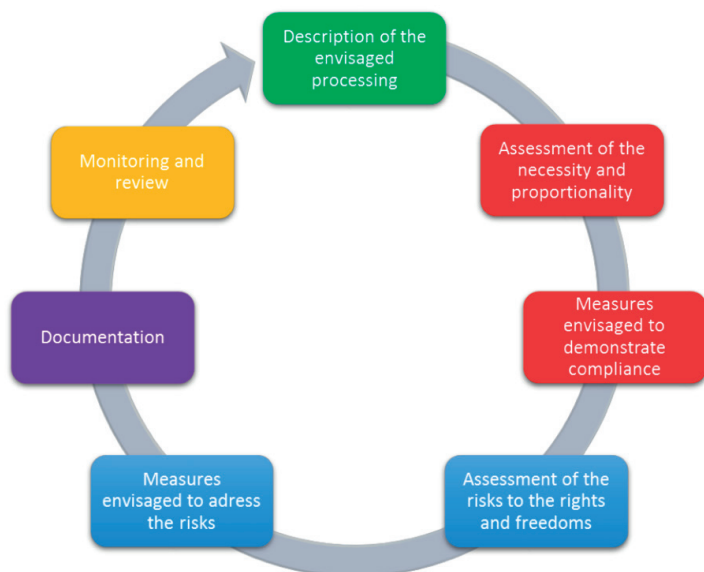 Description of the
envisaged
processing
Assessment of the
necessity and
proportionality
Measures
envisaged to
demonstrate
compliance
Assessment of the
risks to the rights
and freedoms
Measures
envisaged to adress
the risks
Documentation
Monitoring and
review